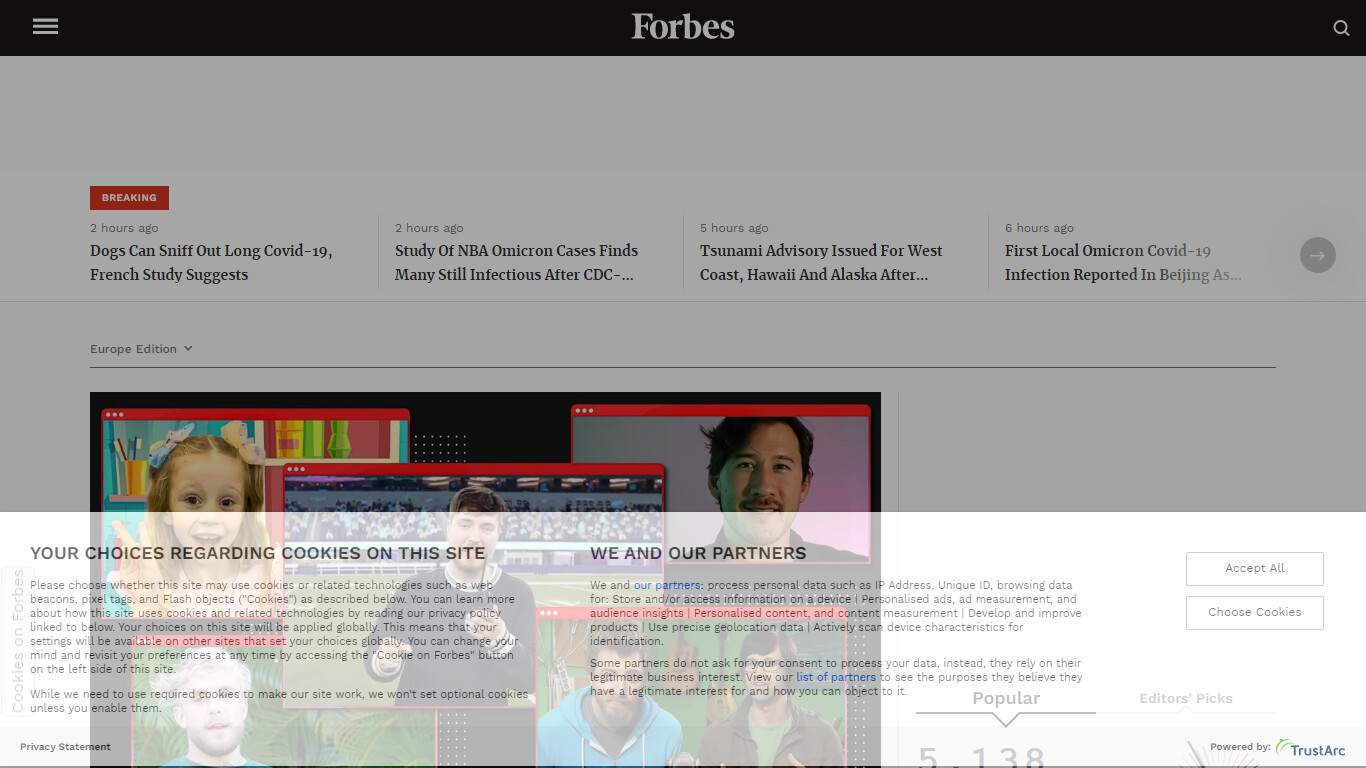 Forbes
BREAKING
2 hours ago
Dogs Can Sniff Out Long Covid-19,
French Study Suggests
2 hours ago
Study Of NBA Omicron Cases Finds
Many Still Infectious After CDC-...
5 hours ago
Tsunami Advisory Issued For West
Coast, Hawaii And Alaska After...
6 hours ago
First Local Omicron Covid-19
Infection Reported In Beijing As...
Europe Edition
YOUR CHOICES REGARDING COOKIES ON THIS SITE
Please choose whether this site may use cookies or related technologies such as web
beacons, pixel tags, and Flash objects ("Cookies") as described below. You can learn more
about how this site uses cookies and related technologies by reading our privacy policy
linked to below. Your choices on this site will be applied globally. This means that your
settings will be available on other sites that set your choices globally. You can change your
mind and revisit your preferences at any time by accessing the "Cookie on Forbes" button
on the left side of this site.
While we need to use required cookies to make our site work, we won't set optional cookies
unless you enable them.
WE AND OUR PARTNERS
We and our partners: process personal data such as IP Address, Unique ID, browsing data
for: Store and/or access information on a device | Personalised ads, ad measurement, and
audience insights | Personalised content, and content measurement | Develop and improve
products | Use precise geolocation data | Actively scan device characteristics for
identification.
Some partners do not ask for your consent to process your data, instead, they rely on their
legitimate business interest. View our list of partners to see the purposes they believe they
have a legitimate interest for and how you can object to it.
Accept All
Choose Cookies
Cookies on Forbes
Popular
Editors' Picks
5,138
Privacy Statement
Powered by: TrustArc